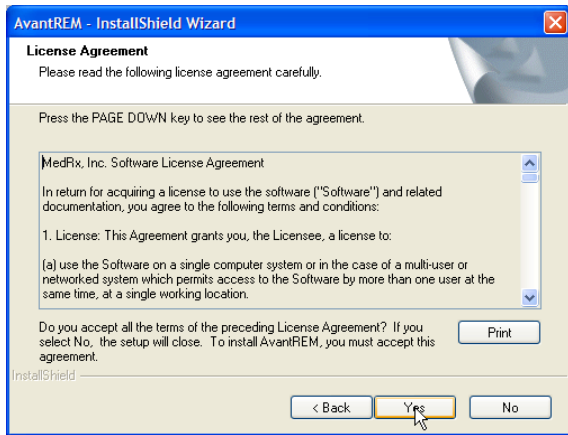 AvantREM - InstallShield Wizard
License Agreement
Please read the following license agreement carefully.
Press the PAGE DOWN key to see the rest of the agreement.
MedRx, Inc. Software License Agreement
In return for acquiring a license to use the software ("Software") and related
documentation, you agree to the following terms and conditions:
1. License: This Agreement grants you, the Licensee, a license to:
(a) use the Software on a single computer system or in the case of a multi-user or
networked system which permits access to the Software by more than one user at the
same time, at a single working location.
Do you accept all the terms of the preceding License Agreement? If you
select No, the setup will close. To install AvantREM, you must accept this
agreement.
Print
InstallShield
< Back
Yes
No